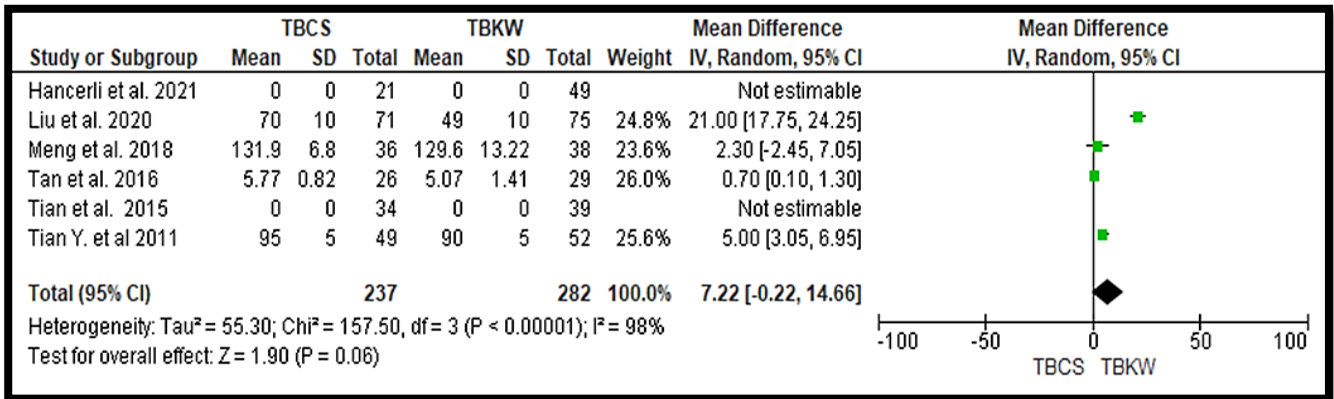 TBCS TBKW Mean Difference Mean Difference
Study or Subgroup Mean SD Total Mean SD Total Weight IV, Random, 95% CI IV, Random, 95% CI
Hancerli et al. 2021 0 0 21 0 0 49 Not estimable
Liu et al. 2020 70 10 71 49 10 75 24.8% 21.00 [17.75, 24.25]
Meng et al. 2018 131.9 6.8 36 129.6 13.22 38 23.6% 2.30 [-2.45, 7.05]
Tan et al. 2016 5.77 0.82 26 5.07 1.41 29 26.0% 0.70 [0.10, 1.30]
Tian et al. 2015 0 0 34 0 0 39 Not estimable
Tian Y. et al 2011 95 5 49 90 5 52 25.6% 5.00 [3.05, 6.95]
Total (95% CI) 237 282 100.0% 7.22 [-0.22, 14.66]
Heterogeneity: Tau² = 55.30; Chi² = 157.50, df = 3 (P < 0.00001); I² = 98%
Test for overall effect: Z = 1.90 (P = 0.06)
-100 -50 0 50 100
TBCS TBKW